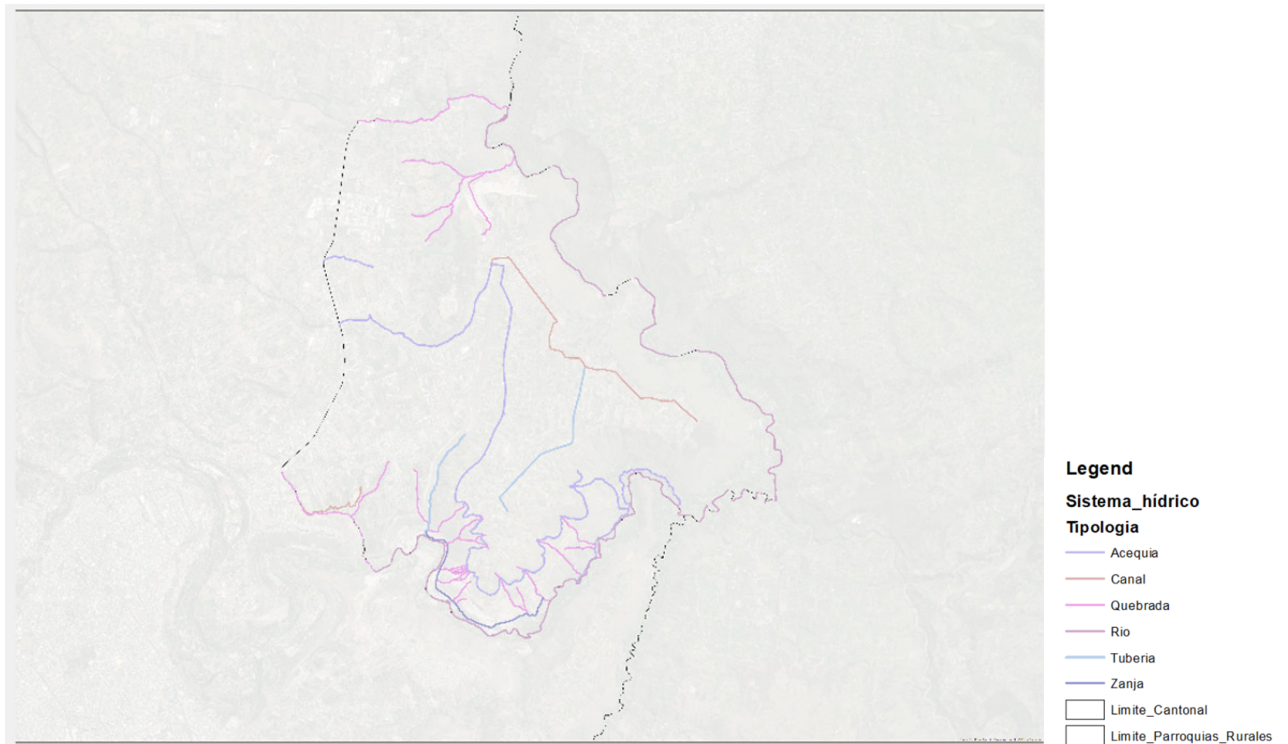 Legend
Sistema_hídrico
Tipologia
Acequia
Canal
Quebrada
Rio
Tuberia
Zanja
Limite_Cantonal
Limite_Parroquias_Rurales